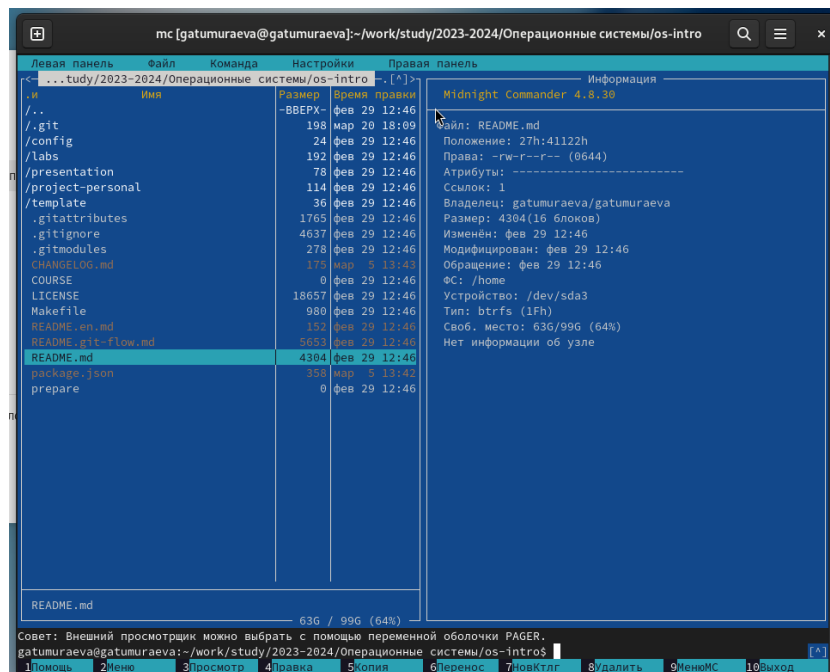 mc [gatumuraeva@gatumuraeva]:~/work/study/2023-2024/Операционные системы/os-intro
Левая панель Файл Команда Настройки Правая панель
<— ...tudy/2023-2024/Операционные системы/os-intro —.[^]>
.и Имя Размер Время правки
/.. -ВВЕРХ- фев 29 12:46
/.git 198 мар 20 18:09
/config 24 фев 29 12:46
/labs 192 фев 29 12:46
/presentation 78 фев 29 12:46
/project-personal 114 фев 29 12:46
/template 36 фев 29 12:46
.gitattributes 1765 фев 29 12:46
.gitignore 4637 фев 29 12:46
.gitmodules 278 фев 29 12:46
CHANGELOG.md 175 мар 5 13:43
COURSE 0 фев 29 12:46
LICENSE 18657 фев 29 12:46
Makefile 980 фев 29 12:46
README.en.md 152 фев 29 12:46
README.git-flow.md 5653 фев 29 12:46
README.md 4304 фев 29 12:46
package.json 358 мар 5 13:42
prepare 0 фев 29 12:46
README.md
63G / 99G (64%)
Информация
Midnight Commander 4.8.30
Файл: README.md
Положение: 27h:41122h
Права: -rw-r--r-- (0644)
Атрибуты: --------------------------
Ссылок: 1
Владелец: gatumuraeva/gatumuraeva
Размер: 4304(16 блоков)
Изменён: фев 29 12:46
Модифицирован: фев 29 12:46
Обращение: фев 29 12:46
ФС: /home
Устройство: /dev/sda3
Тип: btrfs (1Fh)
Своб. место: 63G/99G (64%)
Нет информации об узле
Совет: Внешний просмотрщик можно выбрать с помощью переменной оболочки PAGER.
gatumuraeva@gatumuraeva:~/work/study/2023-2024/Операционные системы/os-intro$ [^]
1Помощь 2Меню 3Просмотр 4Правка 5Копия 6Перенос 7НовКтлг 8Удалить 9МенюМС 10Выход